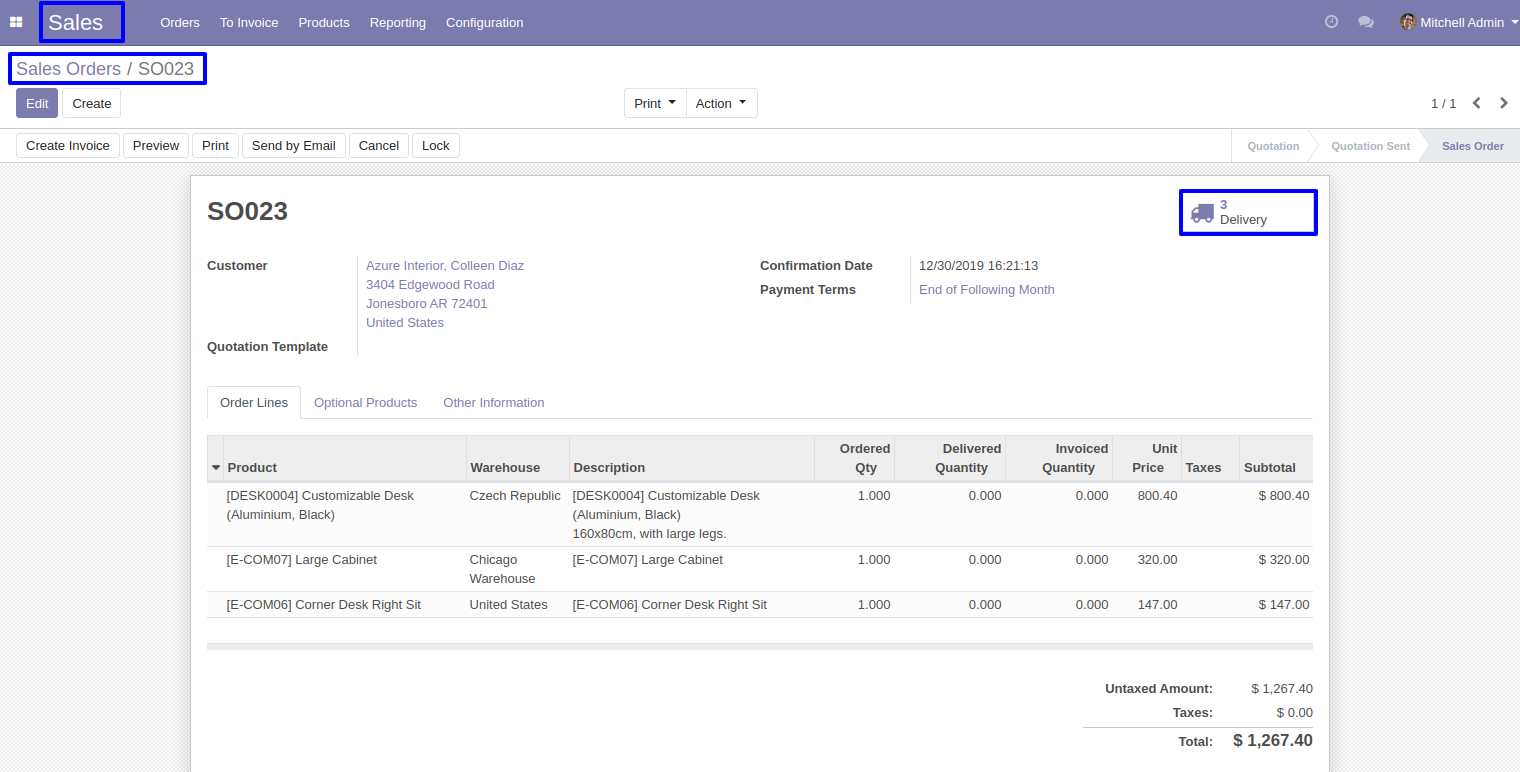 Sales Orders To Invoice Products Reporting Configuration Mitchell Admin
Sales Orders / SO023
Edit Create Print Action 1 / 1
Create Invoice Preview Print Send by Email Cancel Lock Quotation Quotation Sent Sales Order
SO023
3
Delivery
Customer
Azure Interior, Colleen Diaz
3404 Edgewood Road
Jonesboro AR 72401
United States
Quotation Template
Confirmation Date 12/30/2019 16:21:13
Payment Terms End of Following Month
Order Lines Optional Products Other Information
Product Warehouse Description Ordered Qty Delivered Quantity Invoiced Quantity Unit Price Taxes Subtotal
[DESK0004] Customizable Desk (Aluminium, Black) Czech Republic [DESK0004] Customizable Desk (Aluminium, Black) 160x80cm, with large legs. 1.000 0.000 0.000 800.40 $ 800.40
[E-COM07] Large Cabinet Chicago Warehouse [E-COM07] Large Cabinet 1.000 0.000 0.000 320.00 $ 320.00
[E-COM06] Corner Desk Right Sit United States [E-COM06] Corner Desk Right Sit 1.000 0.000 0.000 147.00 $ 147.00
Untaxed Amount: $ 1,267.40
Taxes: $ 0.00
Total: $ 1,267.40